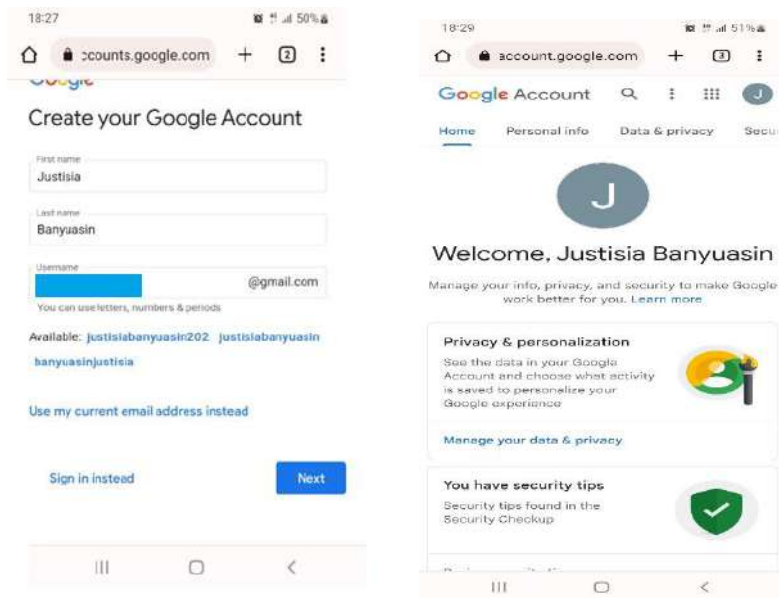 18:27
50%
ccounts.google.com
2
Google
Create your Google Account
First name
Justisia
Last name
Banyuasin
Username
@gmail.com
You can use letters, numbers & periods
Available: justisiabanyuasin202 justisiabanyuasin
banyuasinjustisia
Use my current email address instead
Sign in instead
Next
18:29
51%
account.google.com
3
Google Account
J
Home Personal info Data & privacy Secu
J
Welcome, Justisia Banyuasin
Manage your info, privacy, and security to make Google
work better for you. Learn more
Privacy & personalization
See the data in your Google
Account and choose what activity
is saved to personalize your
Google experience
Manage your data & privacy
You have security tips
Security tips found in the
Security Checkup